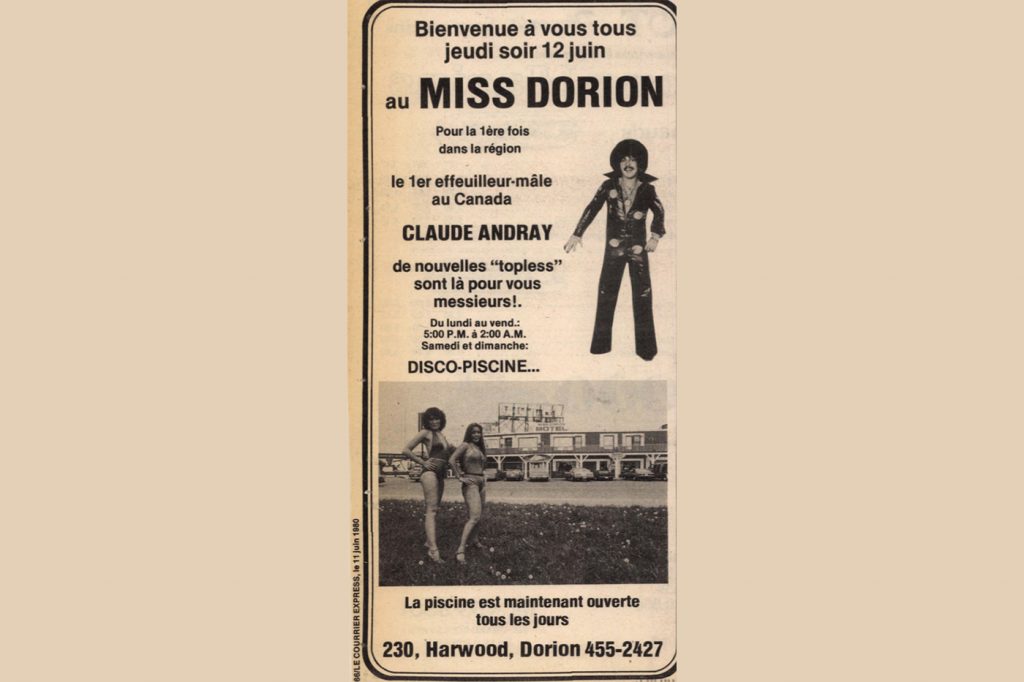 Bienvenue à vous tous
jeudi soir 12 juin
au MISS DORION
Pour la 1ère fois
dans la région
le 1er effeuilleur-mâle
au Canada
CLAUDE ANDRAY
de nouvelles “topless”
sont là pour vous
messieurs!.
Du lundi au vend.:
5:00 P.M. à 2:00 A.M.
Samedi et dimanche:
DISCO-PISCINE...
MOTEL
La piscine est maintenant ouverte
tous les jours
230, Harwood, Dorion 455-2427
66/LE COURRIER EXPRESS, le 11 juin 1980